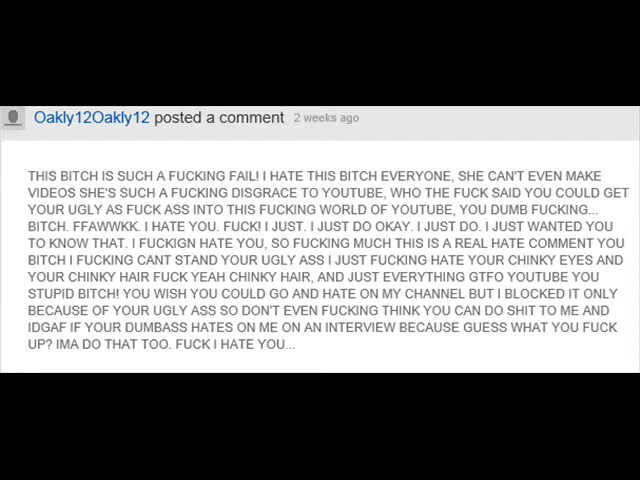 Oakly12Oakly12 posted a comment 2 weeks ago
THIS BITCH IS SUCH A FUCKING FAIL! I HATE THIS BITCH EVERYONE, SHE CAN'T EVEN MAKE
VIDEOS SHE'S SUCH A FUCKING DISGRACE TO YOUTUBE, WHO THE FUCK SAID YOU COULD GET
YOUR UGLY AS FUCK ASS INTO THIS FUCKING WORLD OF YOUTUBE, YOU DUMB FUCKING...
BITCH. FFAWWKK. I HATE YOU. FUCK! I JUST. I JUST DO OKAY. I JUST DO. I JUST WANTED YOU
TO KNOW THAT. I FUCKIGN HATE YOU, SO FUCKING MUCH THIS IS A REAL HATE COMMENT YOU
BITCH I FUCKING CANT STAND YOUR UGLY ASS I JUST FUCKING HATE YOUR CHINKY EYES AND
YOUR CHINKY HAIR FUCK YEAH CHINKY HAIR, AND JUST EVERYTHING GTFO YOUTUBE YOU
STUPID BITCH! YOU WISH YOU COULD GO AND HATE ON MY CHANNEL BUT I BLOCKED IT ONLY
BECAUSE OF YOUR UGLY ASS SO DON'T EVEN FUCKING THINK YOU CAN DO SHIT TO ME AND
IDGAF IF YOUR DUMBASS HATES ON ME ON AN INTERVIEW BECAUSE GUESS WHAT YOU FUCK
UP? IMA DO THAT TOO. FUCK I HATE YOU...